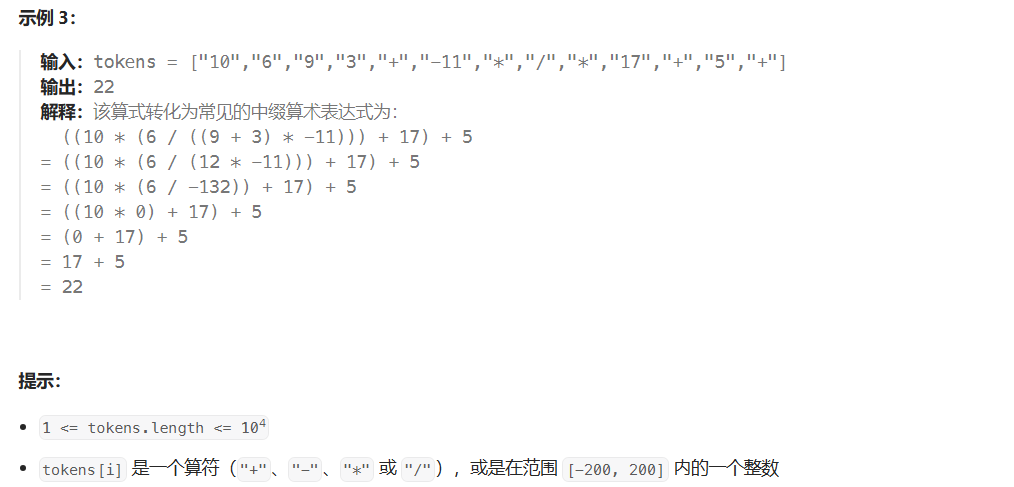 示例 3：
输入：tokens = ["10","6","9","3","+","-11","*","/","*","17","+","5","+"]
输出：22
解释：该算式转化为常见的中缀算术表达式为：
((10 * (6 / ((9 + 3) * -11))) + 17) + 5
= ((10 * (6 / (12 * -11))) + 17) + 5
= ((10 * (6 / -132)) + 17) + 5
= ((10 * 0) + 17) + 5
= (0 + 17) + 5
= 17 + 5
= 22
提示：
• 1 <= tokens.length <= 10⁴
• tokens[i] 是一个算符（"+"、"-"、"*" 或 "/"），或是在范围 [-200, 200] 内的一个整数